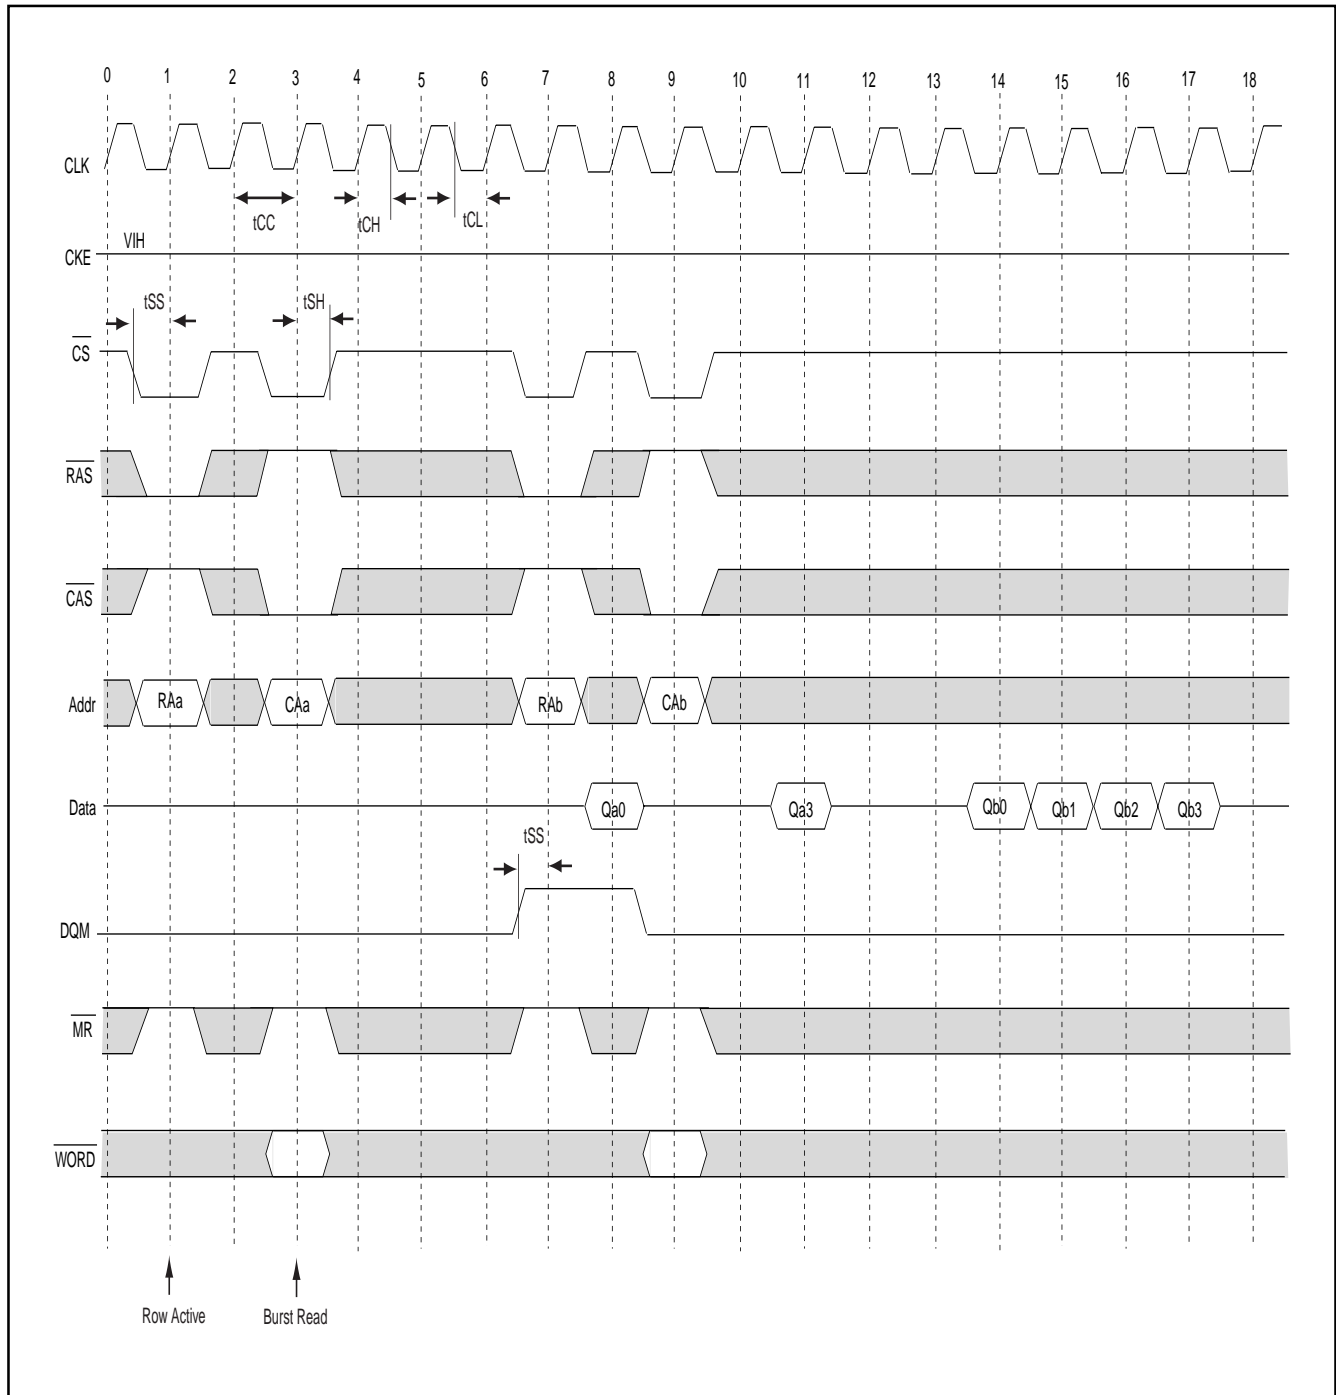 0 1 2 3 4 5 6 7 8 9 10 11 12 13 14 15 16 17 18
CLK
tCC tCH tCL
VIH
CKE
tSS tSH
CS
RAS
CAS
Addr RAa CAa RAb CAb
Data Qa0 Qa3 Qb0 Qb1 Qb2 Qb3
tSS
DQM
MR
WORD
Row Active Burst Read